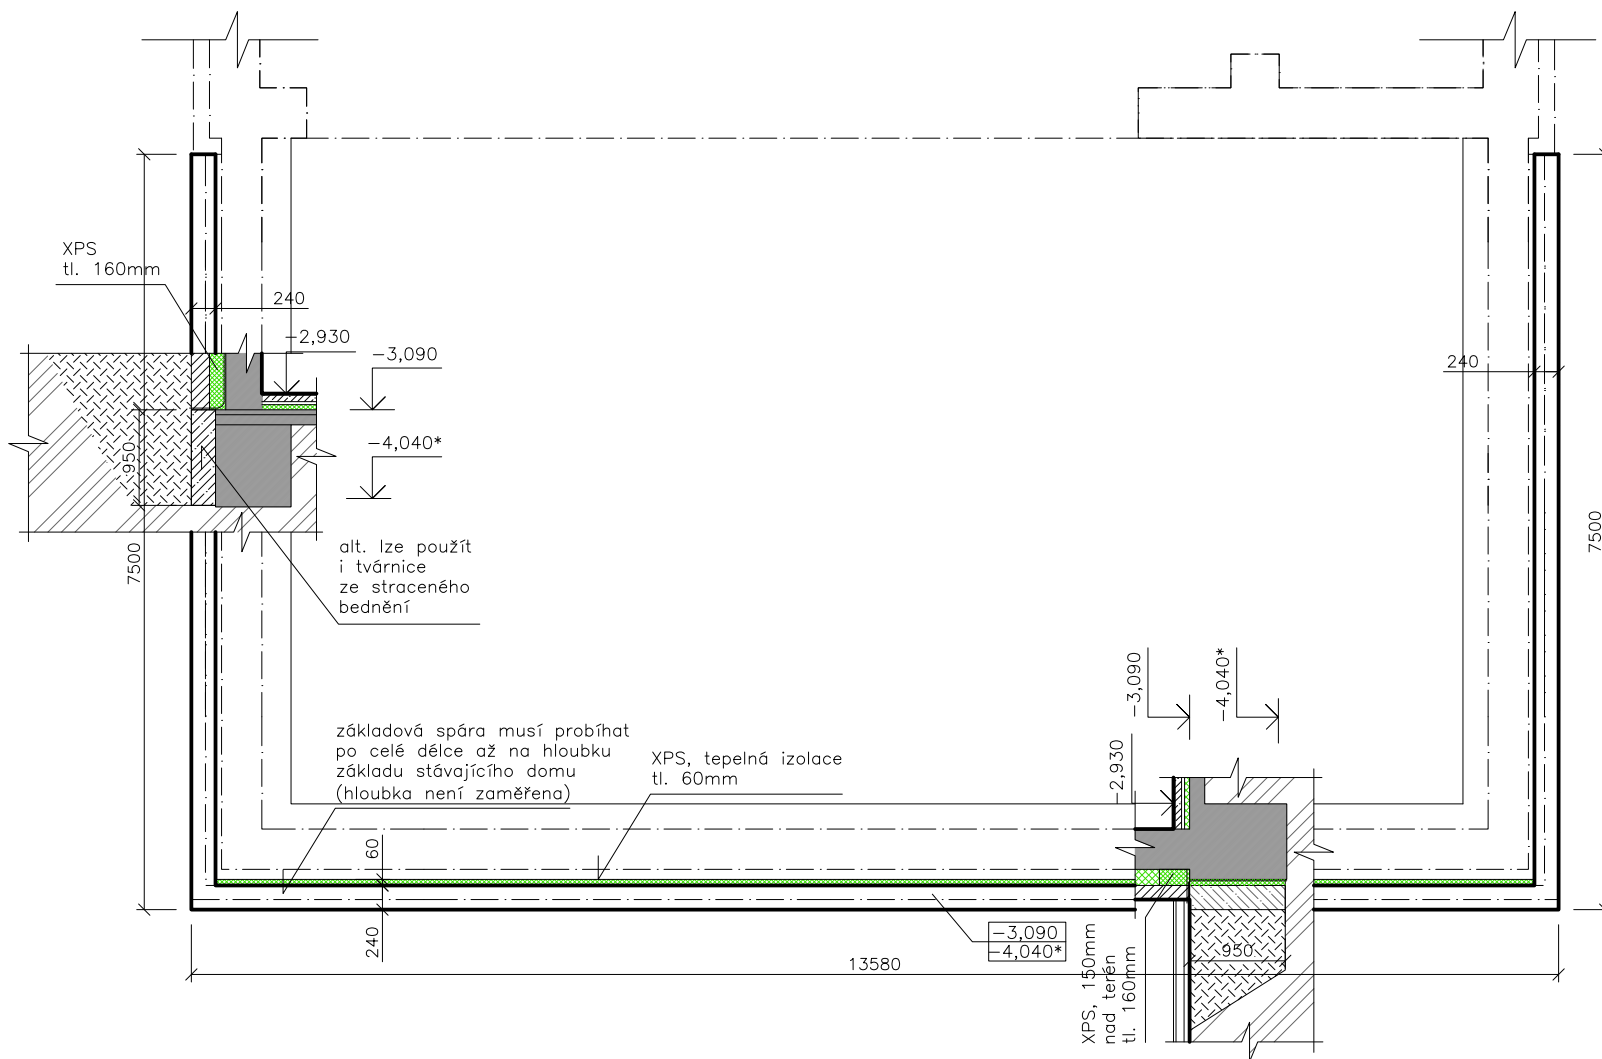 XPS
tl. 160mm
240
-2,930
-3,090
-4,040*
950
7500
alt. lze použít
i tvárnice
ze straceného
bednění
240
7500
základová spára musí probíhat
po celé délce až na hloubku
základu stávajícího domu
(hloubka není zaměřena)
XPS, tepelná izolace
tl. 60mm
60
240
-3,090
-4,040*
-2,930
-3,090
-4,040*
13580
950
XPS, 150mm
nad terén
tl. 160mm